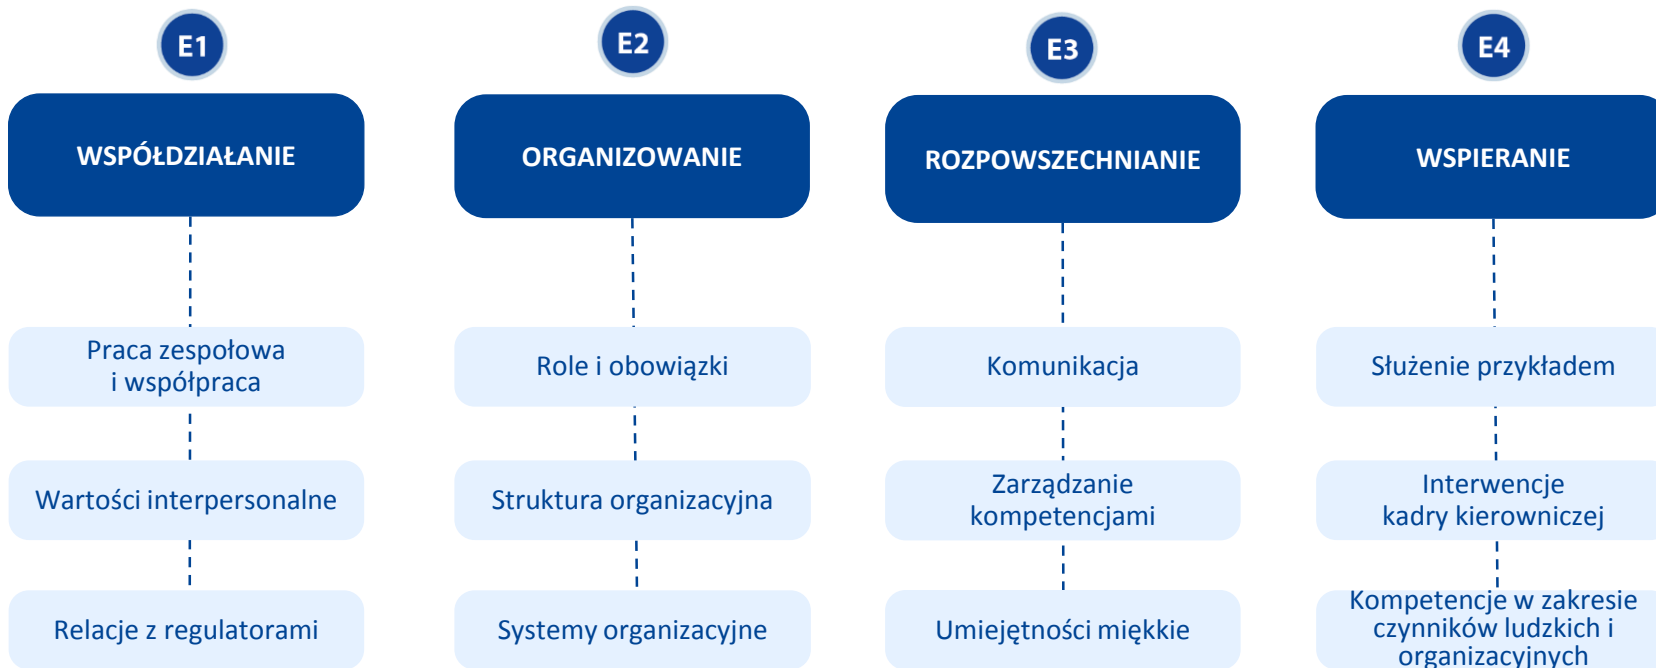 E1
WSPÓŁDZIAŁANIE
Praca zespołowa
i współpraca
Wartości interpersonalne
Relacje z regulatorami
E2
ORGANIZOWANIE
Role i obowiązki
Struktura organizacyjna
Systemy organizacyjne
E3
ROZPOWSZECHNIANIE
Komunikacja
Zarządzanie
kompetencjami
Umiejętności miękkie
E4
WSPIERANIE
Służenie przykładem
Interwencje
kadry kierowniczej
Kompetencje w zakresie
czynników ludzkich i
organizacyjnych